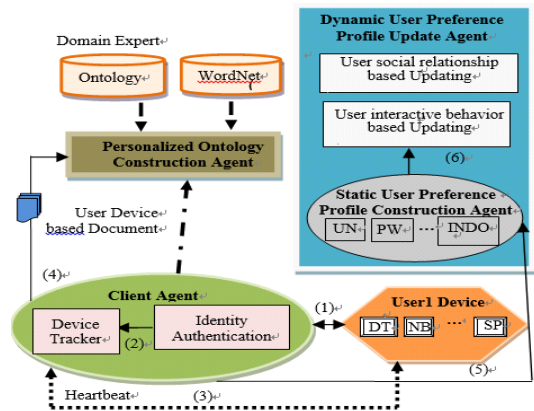 Domain Expert
Ontology
WordNet
Personalized Ontology
Construction Agent
User Device
based Document
(4)
Client Agent
Device
Tracker
(2)
Identity
Authentication
(1)
User1 Device
DT
NB
...
SP
(5)
(3)
Heartbeat
Dynamic User Preference
Profile Update Agent
User social relationship
based Updating
User interactive behavior
based Updating
(6)
Static User Preference
Profile Construction Agent
UN
PW
...
INDO